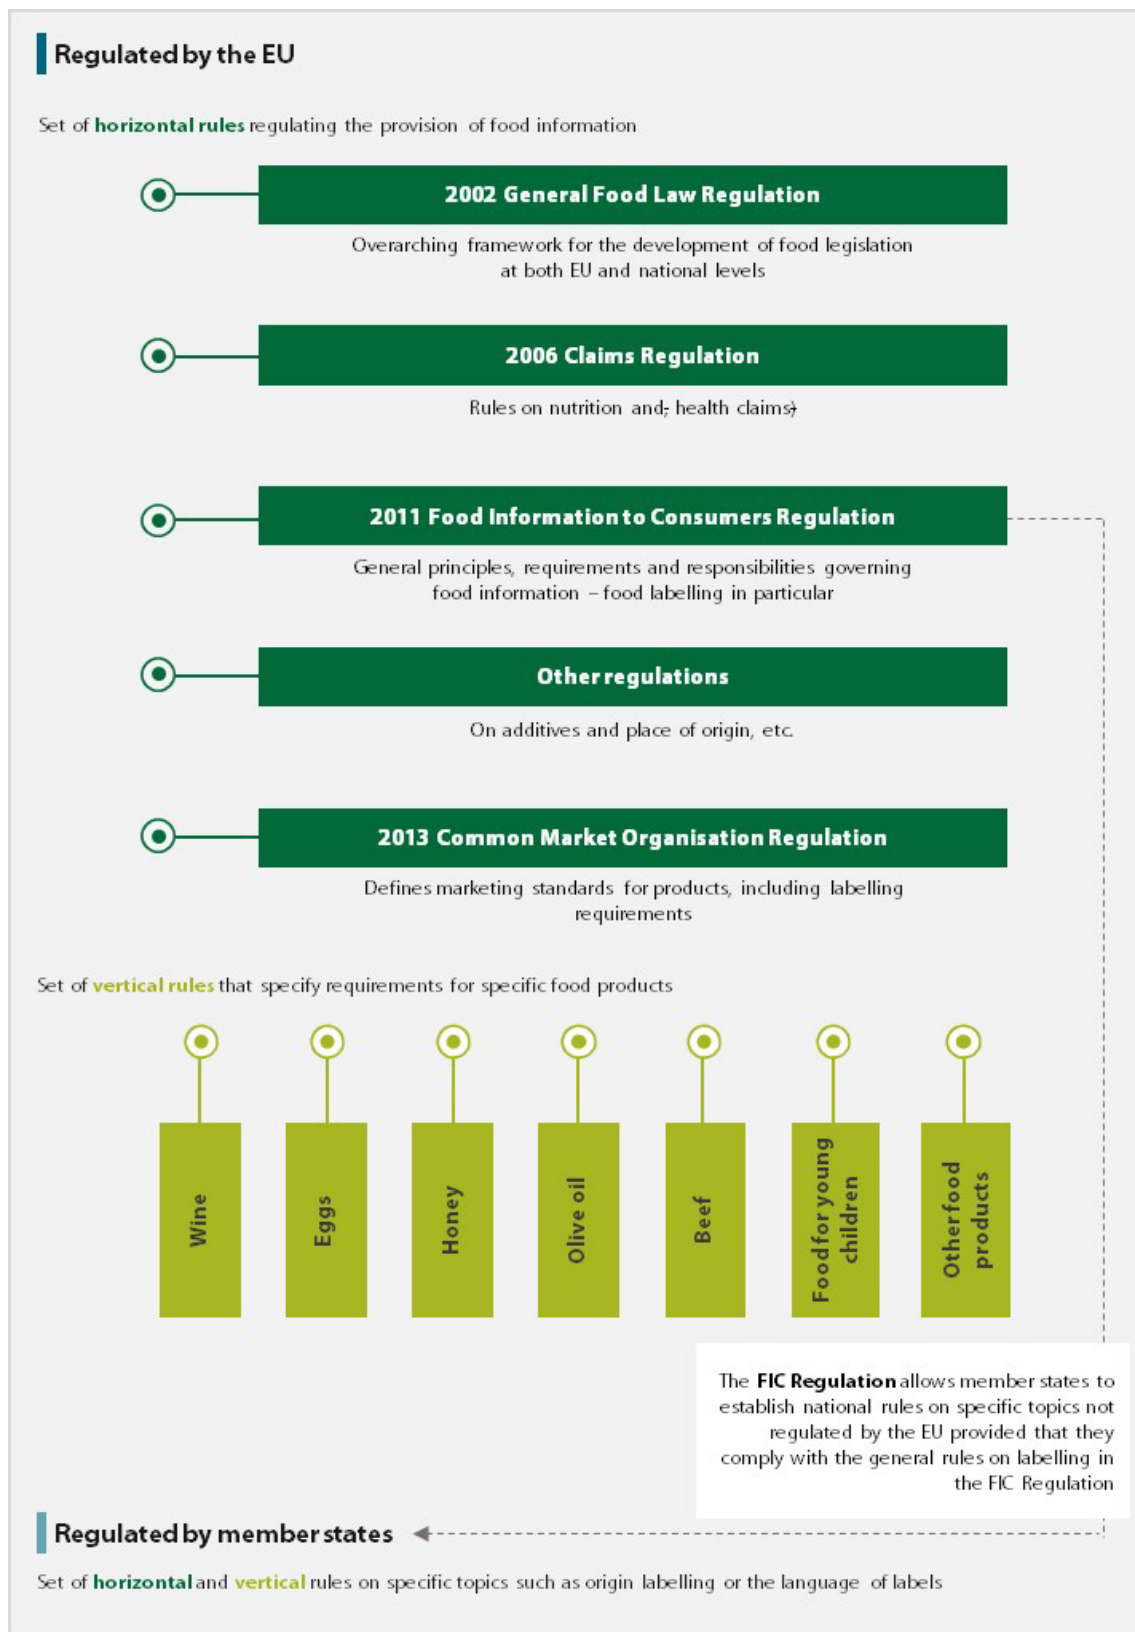 Regulated by the EU
Set of horizontal rules regulating the provision of food information
2002 General Food Law Regulation
Overarching framework for the development of food legislation
at both EU and national levels
2006 Claims Regulation
Rules on nutrition and, health claims)
2011 Food Information to Consumers Regulation
General principles, requirements and responsibilities governing
food information – food labelling in particular
Other regulations
On additives and place of origin, etc.
2013 Common Market Organisation Regulation
Defines marketing standards for products, including labelling
requirements
Set of vertical rules that specify requirements for specific food products
Wine
Eggs
Honey
Olive oil
Beef
Food for young
children
Other food
products
The FIC Regulation allows member states to
establish national rules on specific topics not
regulated by the EU provided that they
comply with the general rules on labelling in
the FIC Regulation
Regulated by member states
Set of horizontal and vertical rules on specific topics such as origin labelling or the language of labels